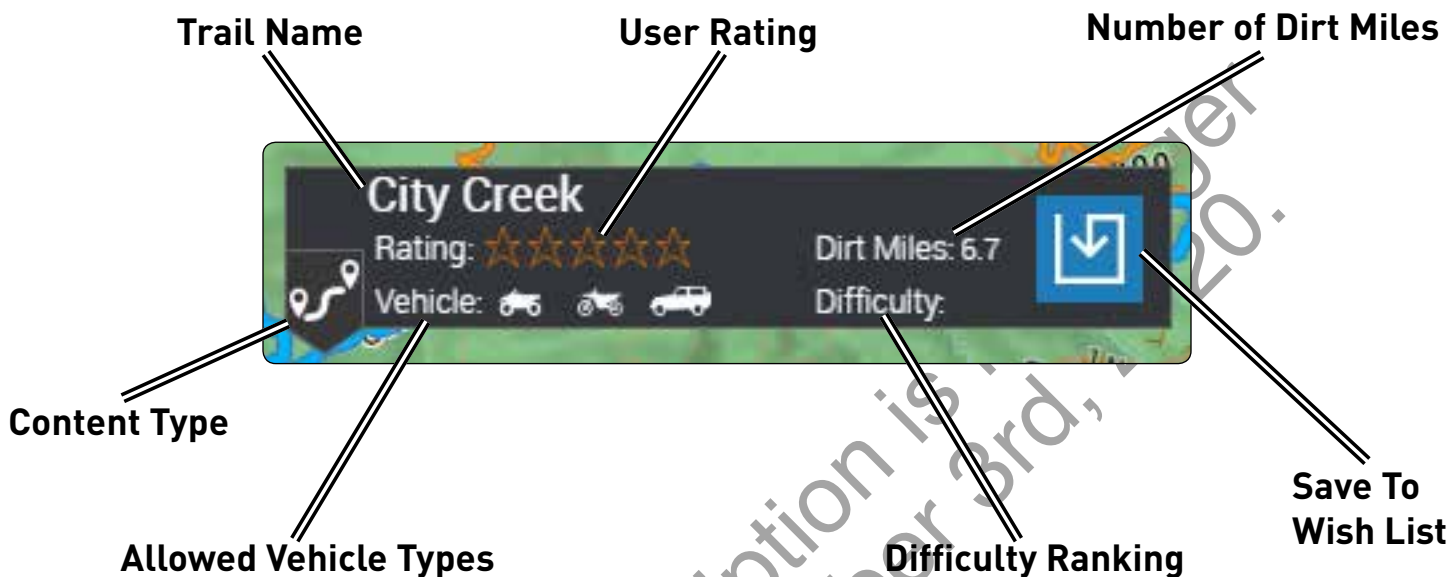 Trail Name
User Rating
Number of Dirt Miles
City Creek
Rating:
Dirt Miles: 6.7
Vehicle:
Difficulty:
Content Type
Allowed Vehicle Types
Difficulty Ranking
Save To
Wish List